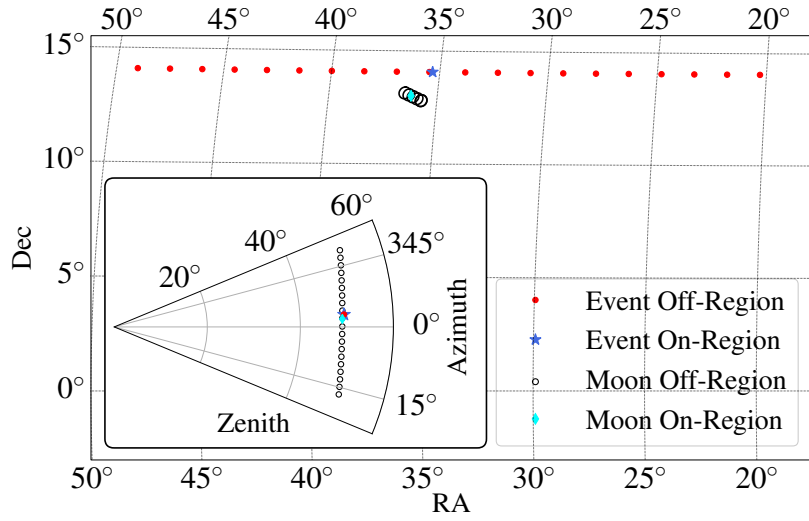 50° 45° 40° 35° 30° 25° 20°
15°
10°
5°
0°
Dec
60°
40°
20°
345°
0°
15°
Azimuth
Zenith
Event Off-Region
Event On-Region
Moon Off-Region
Moon On-Region
50° 45° 40° 35° 30° 25° 20°
RA